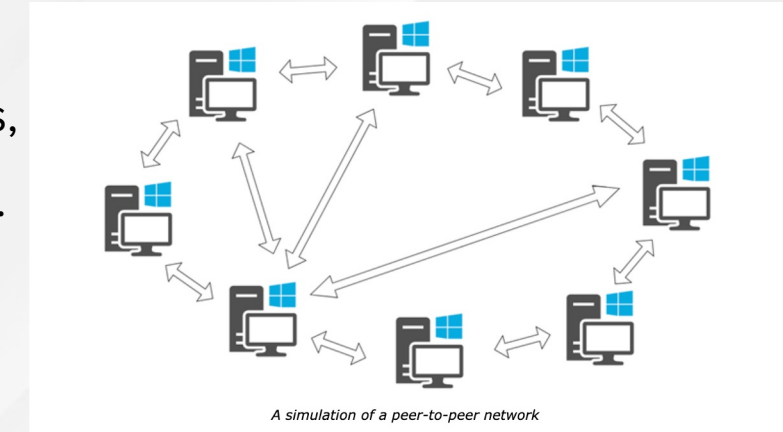 s,
.
A simulation of a peer-to-peer network